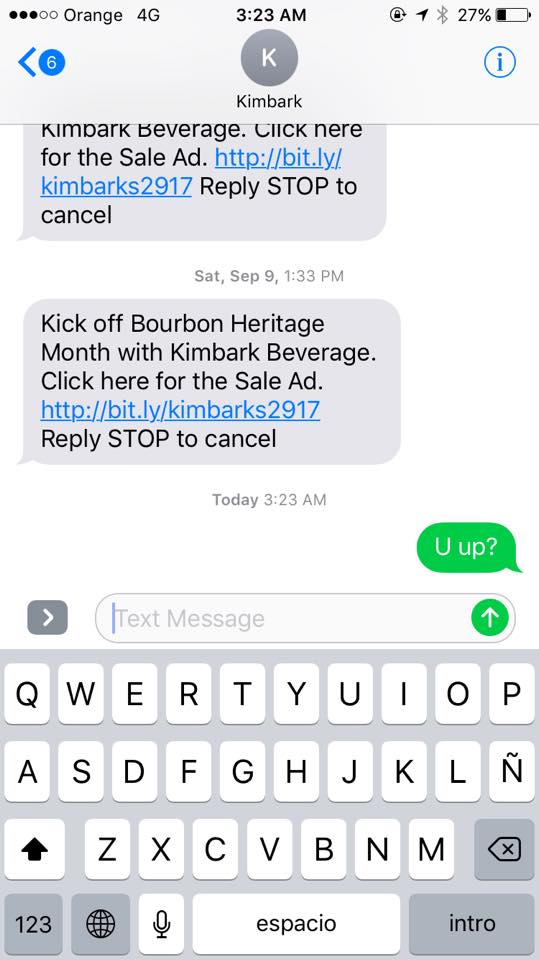 Orange 4G 3:23 AM 27%
6
K
Kimbark
Kimbark Beverage. Click here
for the Sale Ad. http://bit.ly/
kimbarks2917 Reply STOP to
cancel
Sat, Sep 9, 1:33 PM
Kick off Bourbon Heritage
Month with Kimbark Beverage.
Click here for the Sale Ad.
http://bit.ly/kimbarks2917
Reply STOP to cancel
Today 3:23 AM
U up?
Text Message
Q W E R T Y U I O P
A S D F G H J K L Ñ
Z X C V B N M
123 espacio intro